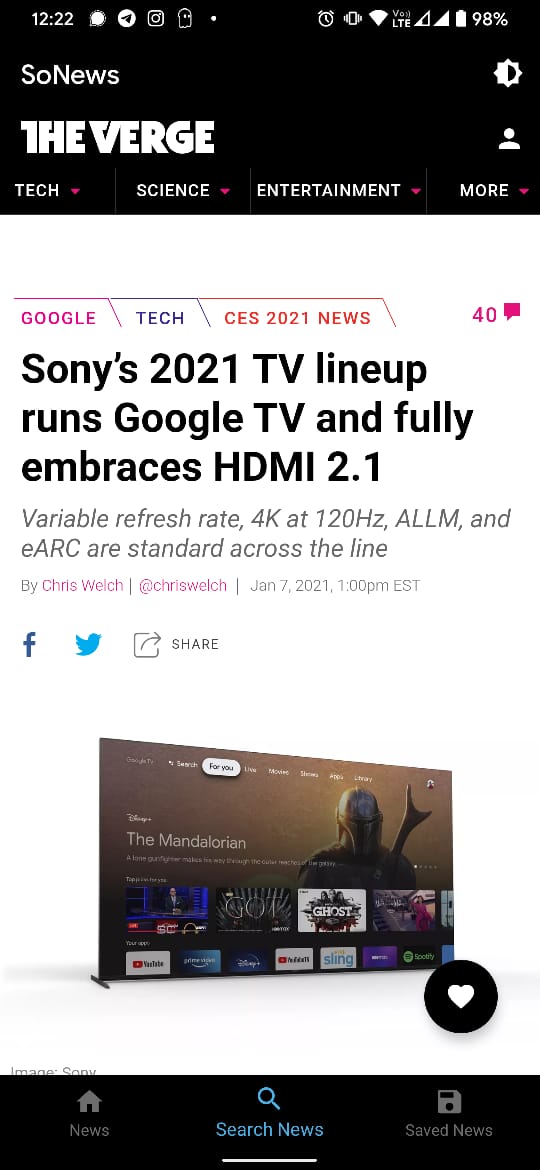 12:22
Vo))
LTE
98%
SoNews
THE VERGE
TECH
SCIENCE
ENTERTAINMENT
MORE
GOOGLE
TECH
CES 2021 NEWS
40
Sony's 2021 TV lineup
runs Google TV and fully
embraces HDMI 2.1
Variable refresh rate, 4K at 120Hz, ALLM, and
eARC are standard across the line
By Chris Welch | @chriswelch | Jan 7, 2021, 1:00pm EST
SHARE
Google TV
Search
For you
Live
Movies
Shows
Apps
Library
Disney+
The Mandalorian
A lone gunfighter makes his way through the outer reaches of the galaxy.
Top picks for you
GHOST
Your apps
YouTube
prime video
Disney+
YouTubeTV
sling
Spotify
Image: Sony
News
Search News
Saved News